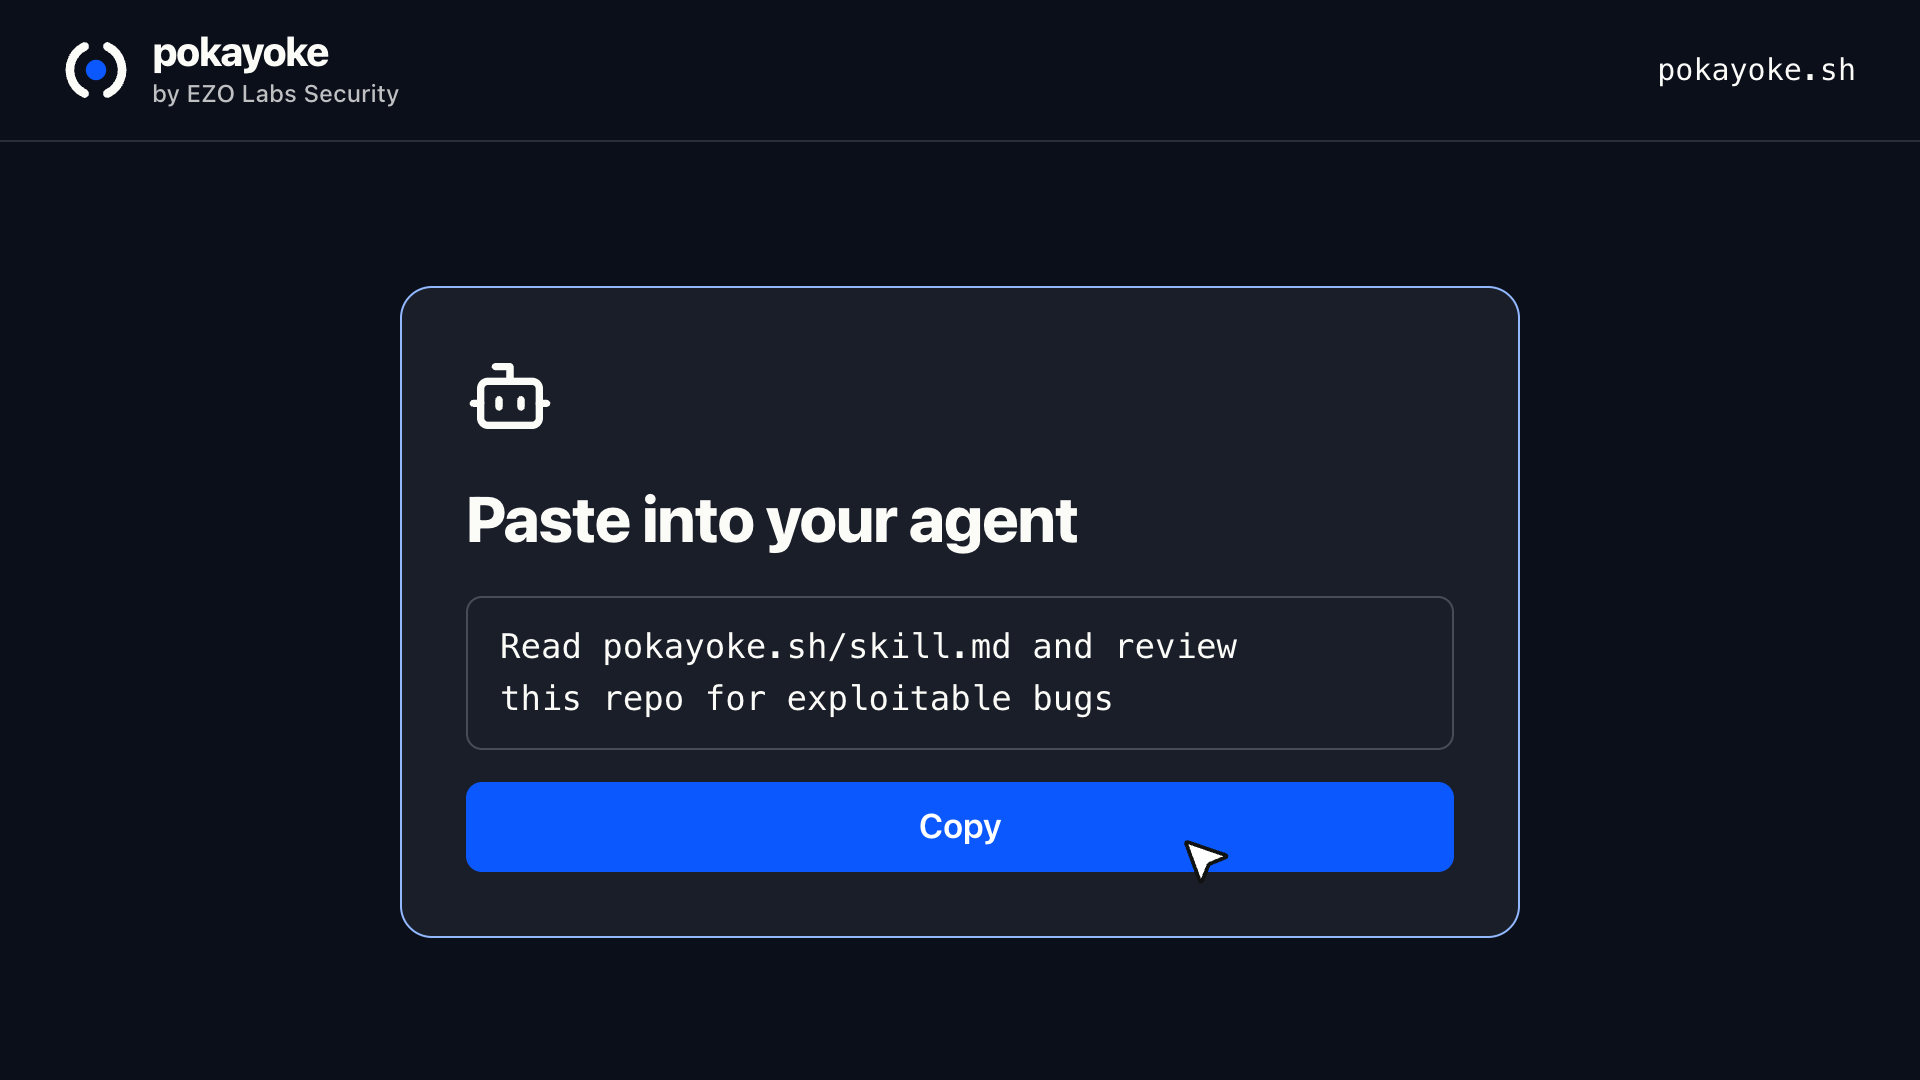 pokayoke
by EZO Labs Security
pokayoke.sh
Paste into your agent
Read pokayoke.sh/skill.md and review
this repo for exploitable bugs
Copy